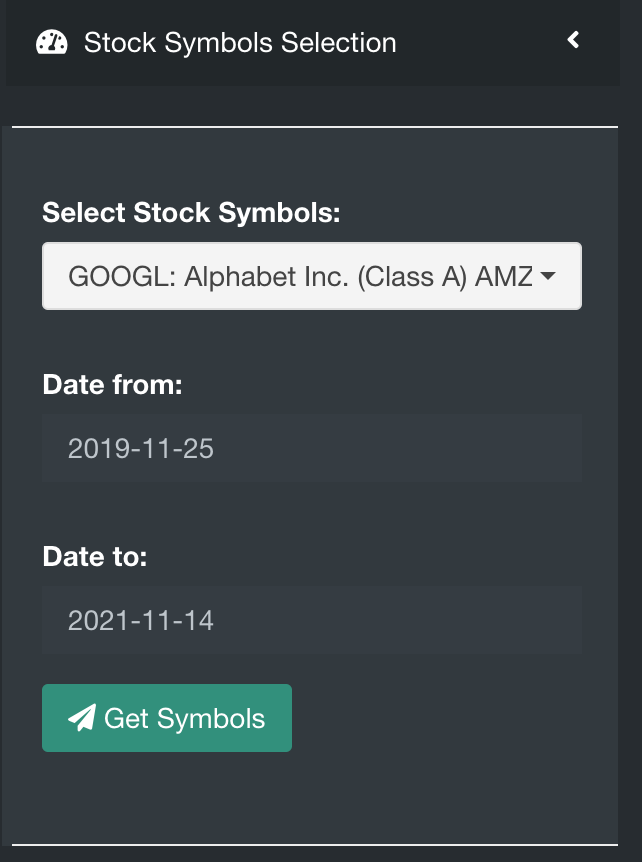 Stock Symbols Selection
Select Stock Symbols:
GOOGL: Alphabet Inc. (Class A) AMZ
Date from:
2019-11-25
Date to:
2021-11-14
Get Symbols